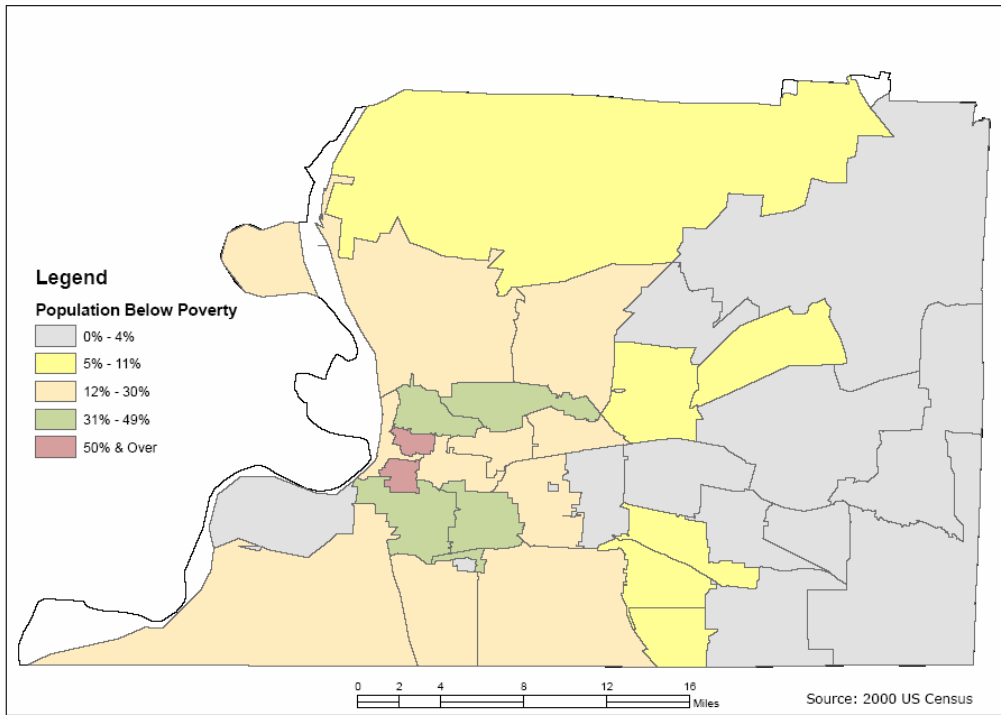 Legend
Population Below Poverty
0% - 4%
5% - 11%
12% - 30%
31% - 49%
50% & Over
0 2 4 8 12 16
Miles
Source: 2000 US Census